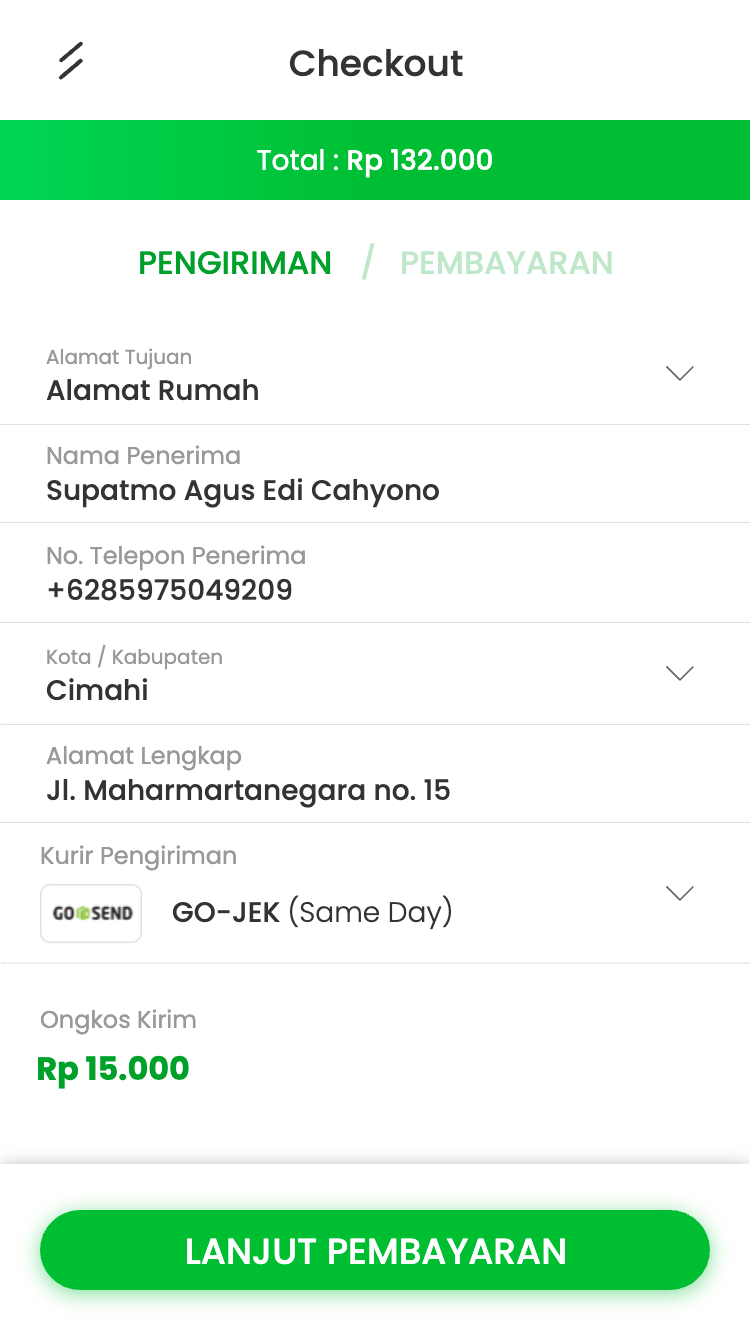 Checkout
Total : Rp 132.000
PENGIRIMAN / PEMBAYARAN
Alamat Tujuan
Alamat Rumah
Nama Penerima
Supatmo Agus Edi Cahyono
No. Telepon Penerima
+6285975049209
Kota / Kabupaten
Cimahi
Alamat Lengkap
Jl. Maharmartanegara no. 15
Kurir Pengiriman
GO SEND GO-JEK (Same Day)
Ongkos Kirim
Rp 15.000
LANJUT PEMBAYARAN